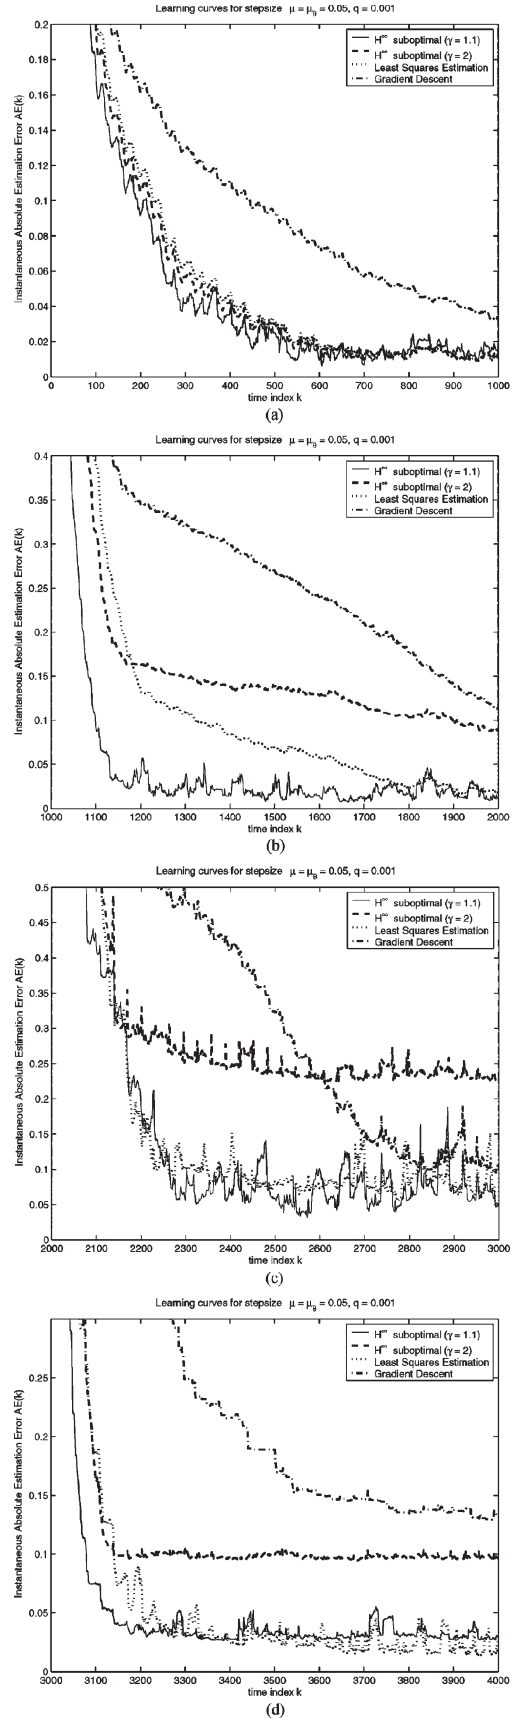 Learning curves for stepsize μ = μg = 0.05, q = 0.001
H∞ suboptimal (γ = 1.1)
H∞ suboptimal (γ = 2)
Least Squares Estimation
Gradient Descent
Instantaneous Absolute Estimation Error AE(k)
0.2
0.18
0.16
0.14
0.12
0.1
0.08
0.06
0.04
0.02
0
0 100 200 300 400 500 600 700 800 900 1000
time index k
(a)
Learning curves for stepsize μ = μg = 0.05, q = 0.001
H∞ suboptimal (γ = 1.1)
H∞ suboptimal (γ = 2)
Least Squares Estimation
Gradient Descent
Instantaneous Absolute Estimation Error AE(k)
0.4
0.35
0.3
0.25
0.2
0.15
0.1
0.05
0
1000 1100 1200 1300 1400 1500 1600 1700 1800 1900 2000
time index k
(b)
Learning curves for stepsize μ = μg = 0.05, q = 0.001
H∞ suboptimal (γ = 1.1)
H∞ suboptimal (γ = 2)
Least Squares Estimation
Gradient Descent
Instantaneous Absolute Estimation Error AE(k)
0.5
0.45
0.4
0.35
0.3
0.25
0.2
0.15
0.1
0.05
0
2000 2100 2200 2300 2400 2500 2600 2700 2800 2900 3000
time index k
(c)
Learning curves for stepsize μ = μg = 0.05, q = 0.001
H∞ suboptimal (γ = 1.1)
H∞ suboptimal (γ = 2)
Least Squares Estimation
Gradient Descent
Instantaneous Absolute Estimation Error AE(k)
0.25
0.2
0.15
0.1
0.05
0
3000 3100 3200 3300 3400 3500 3600 3700 3800 3900 4000
time index k
(d)